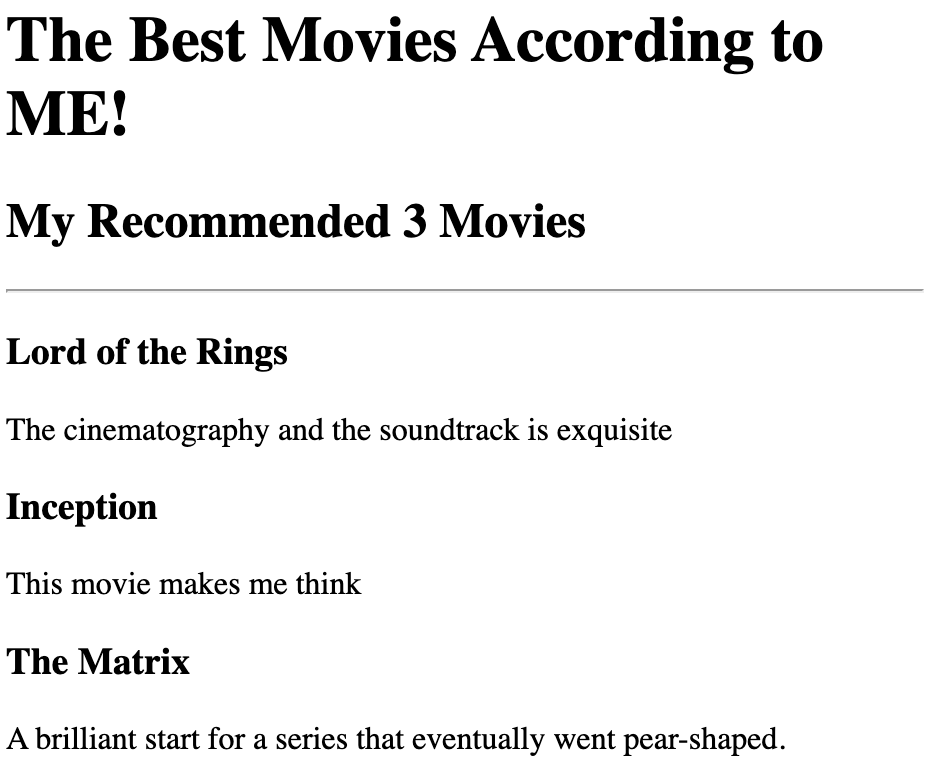 The Best Movies According to
ME!
My Recommended 3 Movies
Lord of the Rings
The cinematography and the soundtrack is exquisite
Inception
This movie makes me think
The Matrix
A brilliant start for a series that eventually went pear-shaped.